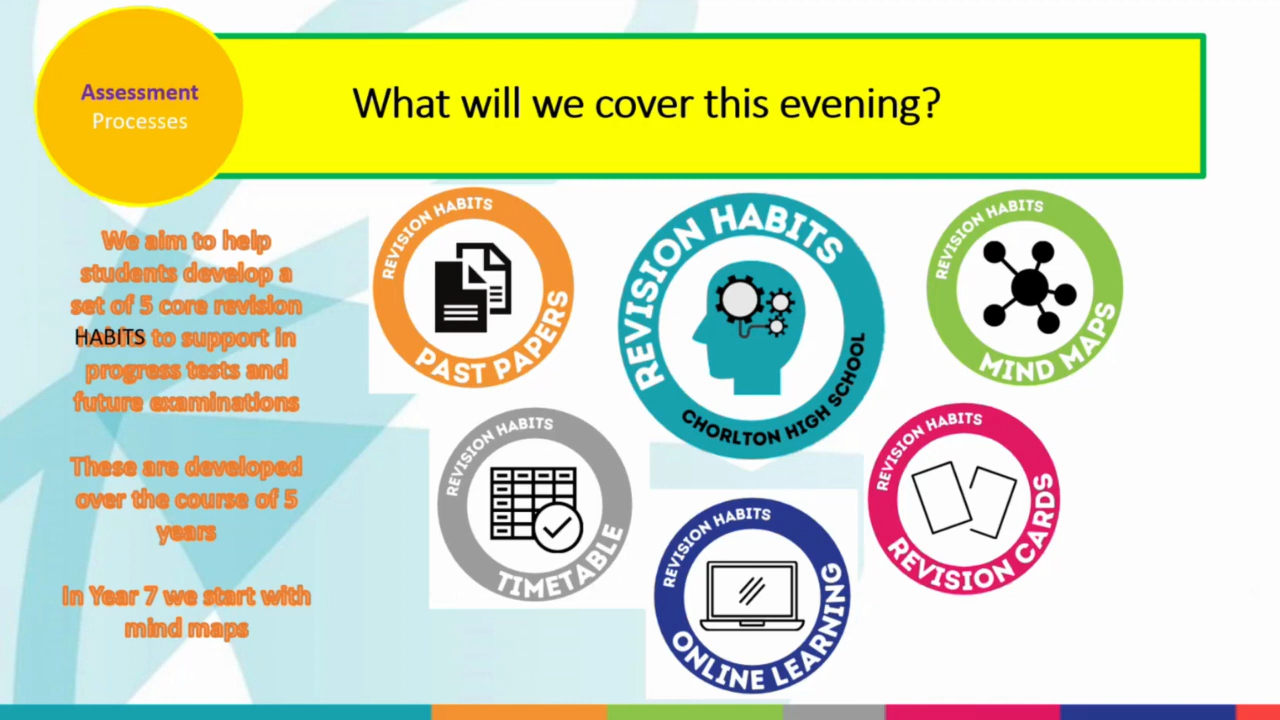 Assessment
Processes
What will we cover this evening?
We aim to help
students develop a
set of 5 core revision
HABITS to support in
progress tests and
future examinations
These are developed
over the course of 5
years
In Year 7 we start with
mind maps
REVISION HABITS
PAST PAPERS
REVISION HABITS
CHORLTON HIGH SCHOOL
REVISION HABITS
MIND MAPS
REVISION HABITS
TIMETABLE
REVISION HABITS
ONLINE LEARNING
REVISION HABITS
REVISION CARDS